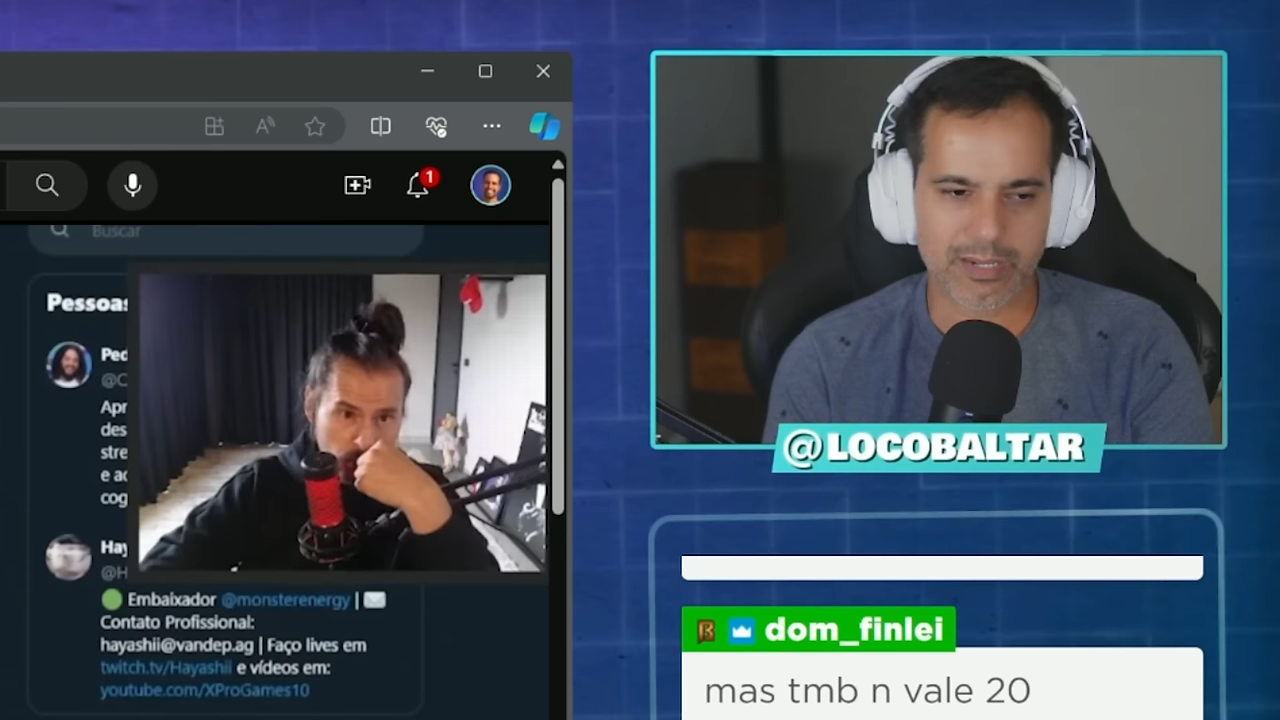 1
Buscar
Pessoas
Ped
@C
Apr
des
stre
e ac
cog
Hay
@H
Embaixador @monsterenergy |
Contato Profissional:
hayashii@vandep.ag | Faço lives em
twitch.tv/Hayashii e vídeos em:
youtube.com/XProGames10
@LOCOBALTAR
dom_finlei
mas tmb n vale 20